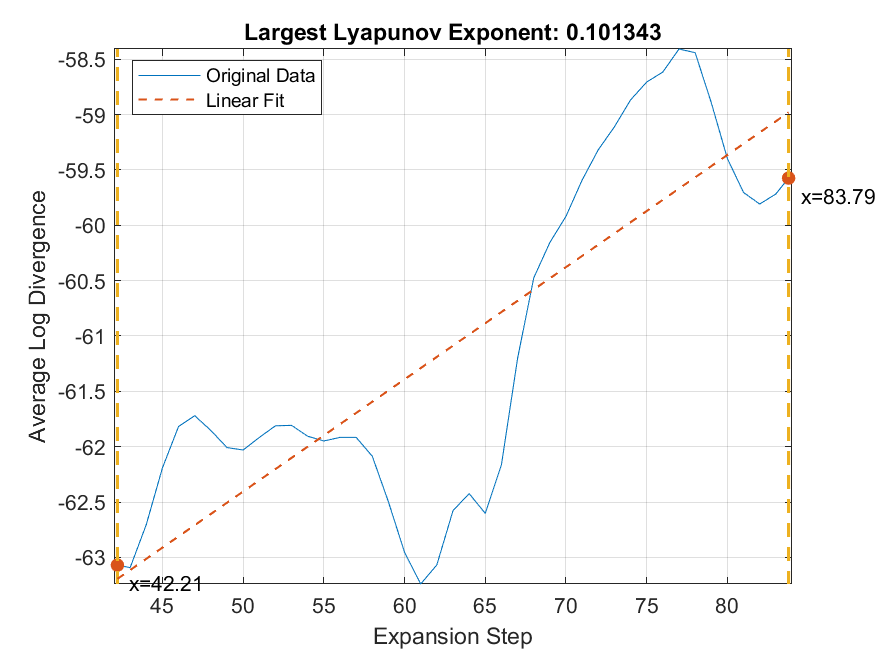 Largest Lyapunov Exponent: 0.101343
Original Data
Linear Fit
Average Log Divergence
-58.5
-59
-59.5
-60
-60.5
-61
-61.5
-62
-62.5
-63
x=83.79
x=42.21
45 50 55 60 65 70 75 80
Expansion Step